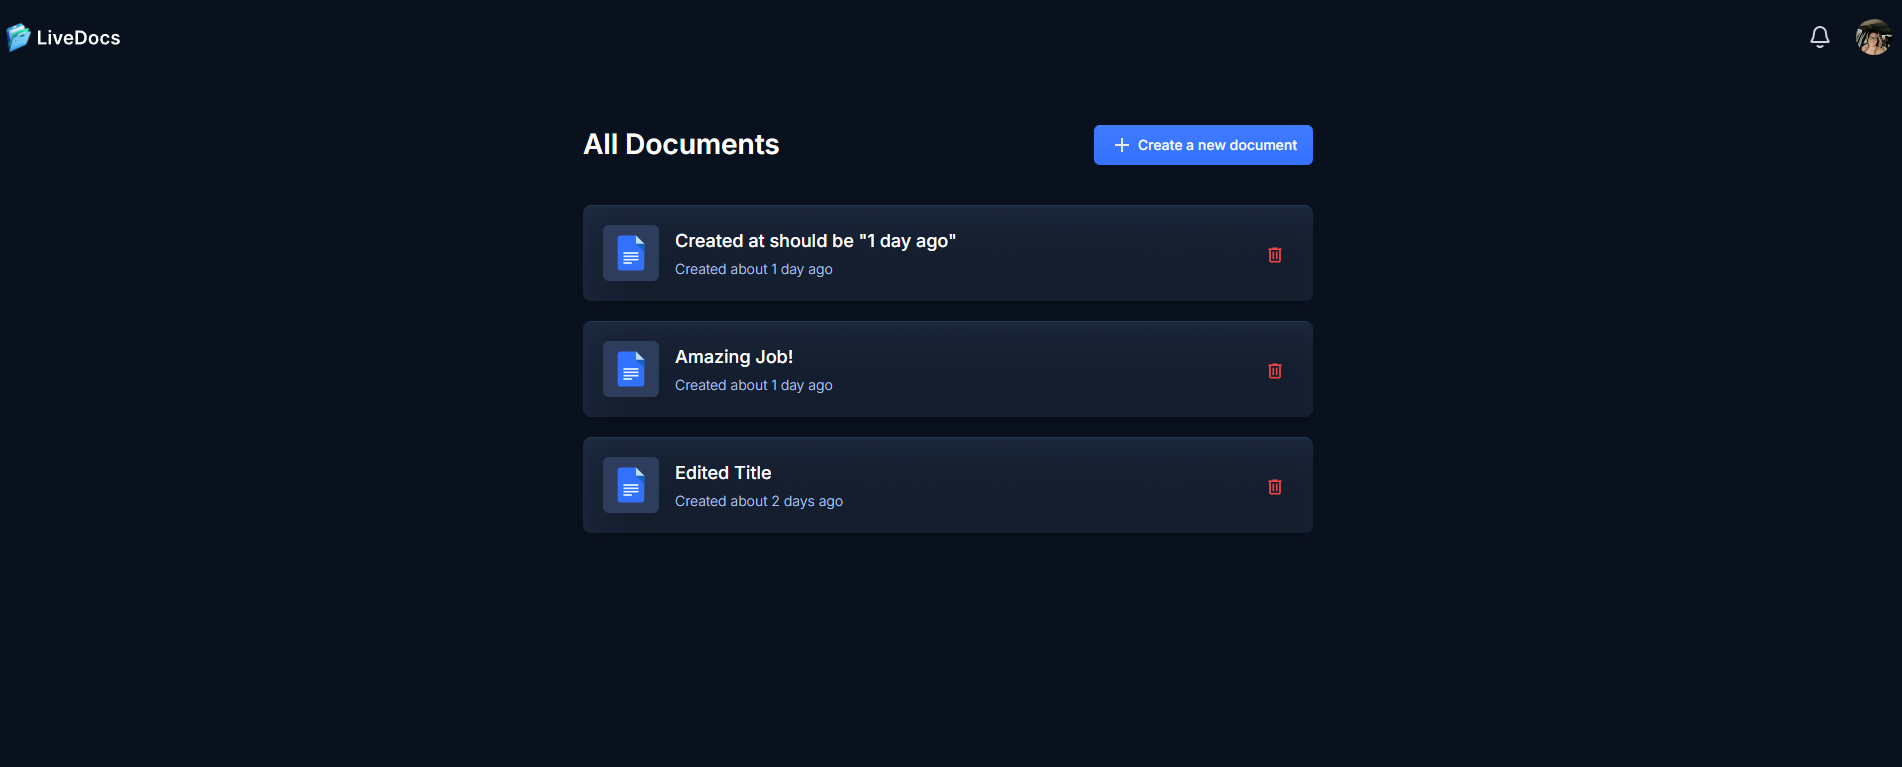 LiveDocs
All Documents
Create a new document
Created at should be "1 day ago"
Created about 1 day ago
Amazing Job!
Created about 1 day ago
Edited Title
Created about 2 days ago